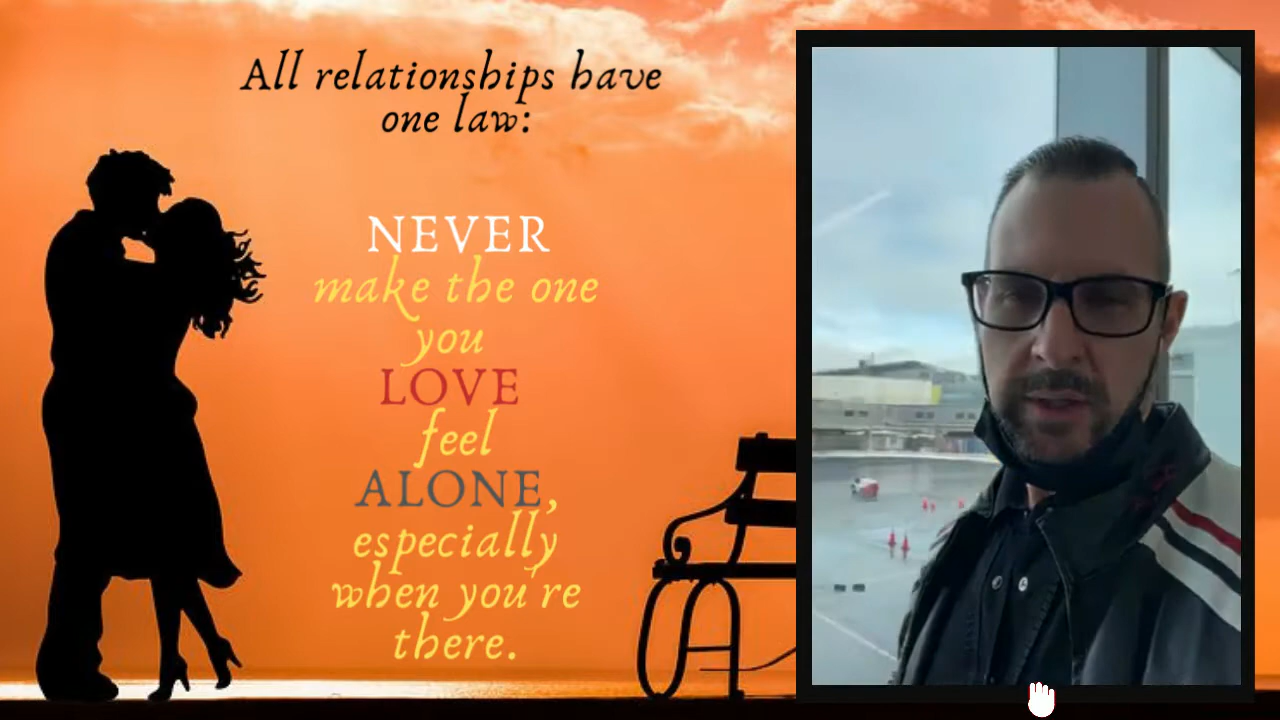 All relationships have
one law:
NEVER
make the one
you
LOVE
feel
ALONE,
especially
when you're
there.